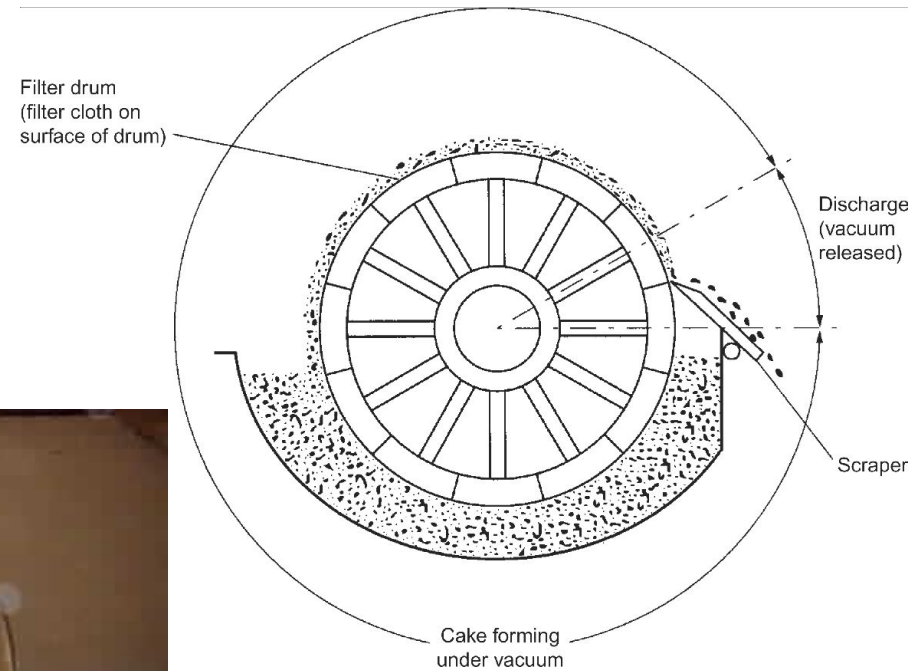 Filter drum
(filter cloth on
surface of drum)
Discharge
(vacuum
released)
Scraper
Cake forming
under vacuum